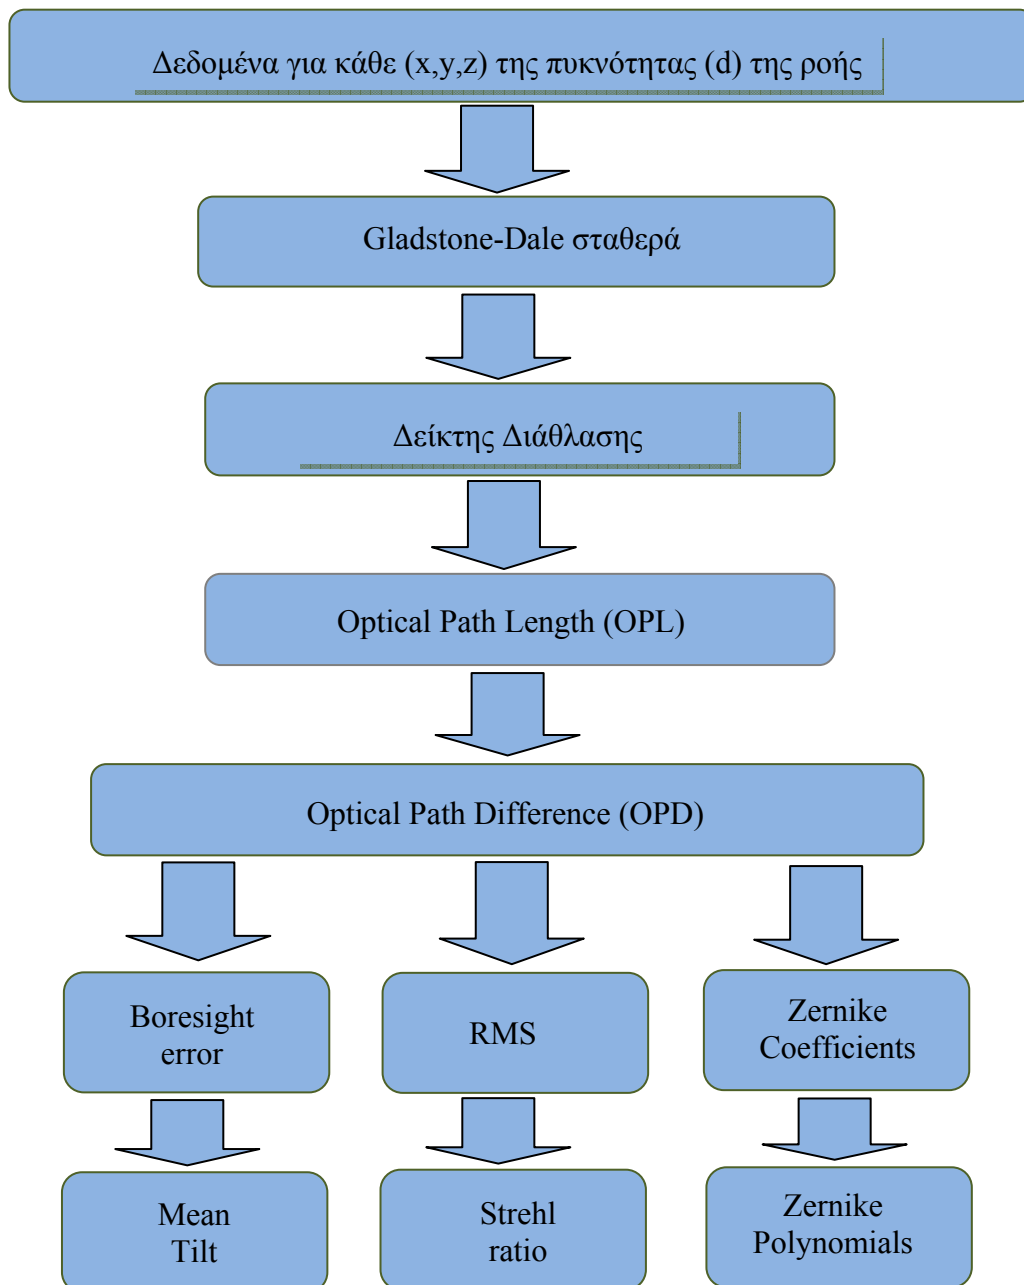 Δεδομένα για κάθε (x,y,z) της πυκνότητας (d) της ροής
Gladstone-Dale σταθερά
Δείκτης Διάθλασης
Optical Path Length (OPL)
Optical Path Difference (OPD)
Boresight
error
RMS
Zernike
Coefficients
Mean
Tilt
Strehl
ratio
Zernike
Polynomials